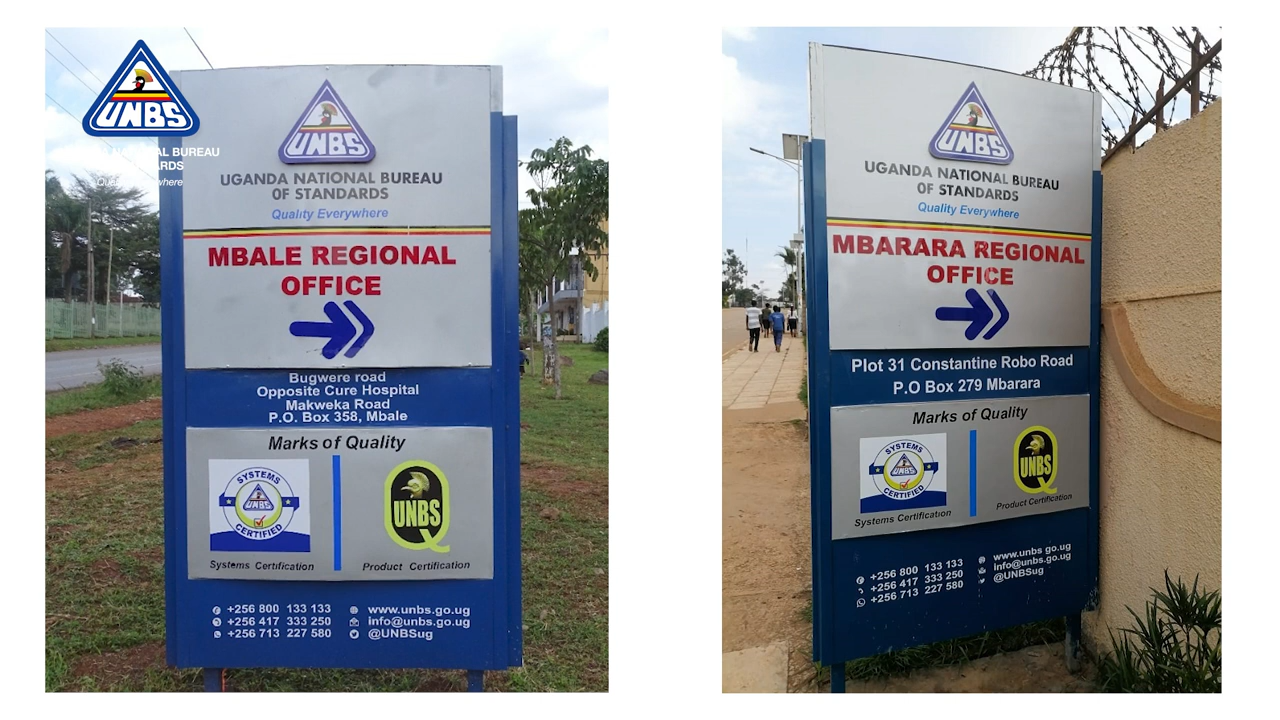 UNBS
NATIONAL BUREAU
UNBS
UGANDA NATIONAL BUREAU
OF STANDARDS
Quality Everywhere
MBALE REGIONAL
OFFICE
Bugwere road
Opposite Cure Hospital
Makweka Road
P.O. Box 358, Mbale
Marks of Quality
SYSTEMS
UNBS
CERTIFIED
Systems Certification
UNBS
Product Certification
+256 800 133 133
+256 417 333 250
+256 713 227 580
www.unbs.go.ug
info@unbs.go.ug
@UNBSug
UNBS
UGANDA NATIONAL BUREAU
OF STANDARDS
Quality Everywhere
MBARARA REGIONAL
OFFICE
Plot 31 Constantine Robo Road
P.O Box 279 Mbarara
Marks of Quality
SYSTEMS
UNBS
CERTIFIED
Systems Certification
UNBS
Product Certification
+256 800 133 133
+256 417 333 250
+256 713 227 580
www.unbs go.ug
info@unbs.go.ug
@UNBSug